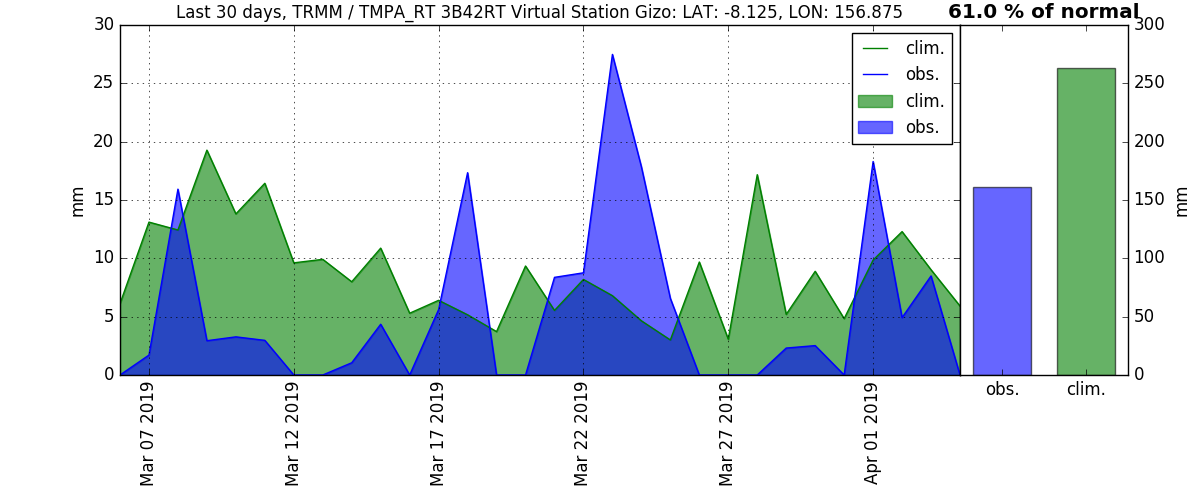 Last 30 days, TRMM / TMPA_RT 3B42RT Virtual Station Gizo: LAT: -8.125, LON: 156.875
61.0 % of normal
30
25
20
15
10
5
0
mm
clim.
obs.
clim.
obs.
Mar 07 2019
Mar 12 2019
Mar 17 2019
Mar 22 2019
Mar 27 2019
Apr 01 2019
300
250
200
150
100
50
0
mm
obs.
clim.